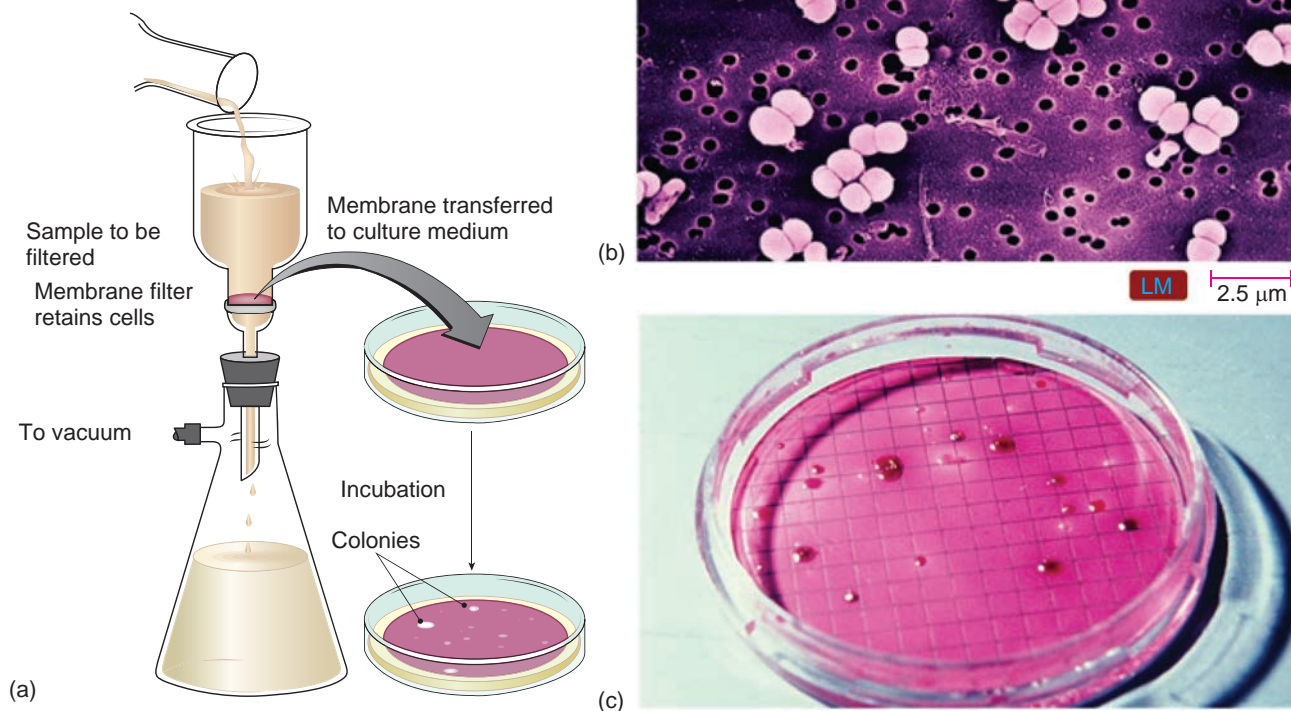 Sample to be
filtered
Membrane filter
retains cells
Membrane transferred
to culture medium
To vacuum
Incubation
Colonies
(a)
(b)
LM
2.5 μm
(c)